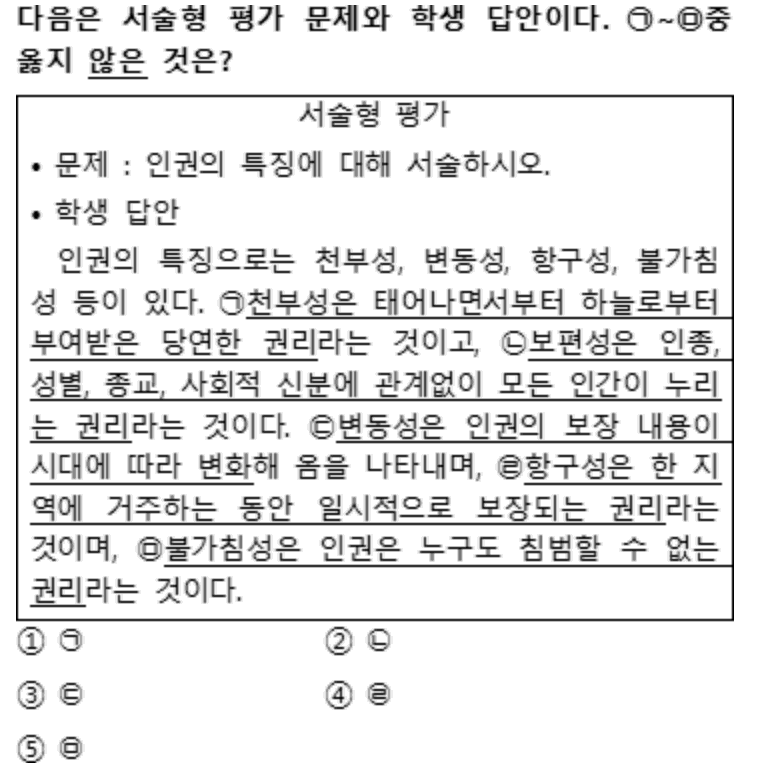 다음은 서술형 평가 문제와 학생 답안이다. ㉠~㉤중
옳지 않은 것은?
서술형 평가
• 문제 : 인권의 특징에 대해 서술하시오.
• 학생 답안
인권의 특징으로는 천부성, 변동성, 항구성, 불가침
성 등이 있다. ㉠천부성은 태어나면서부터 하늘로부터
부여받은 당연한 권리라는 것이고, ㉡보편성은 인종,
성별, 종교, 사회적 신분에 관계없이 모든 인간이 누리
는 권리라는 것이다. ㉢변동성은 인권의 보장 내용이
시대에 따라 변화해 옴을 나타내며, ㉣항구성은 한 지
역에 거주하는 동안 일시적으로 보장되는 권리라는
것이며, ㉤불가침성은 인권은 누구도 침범할 수 없는
권리라는 것이다.
① ㉠ ② ㉡
③ ㉢ ④ ㉣
⑤ ㉤